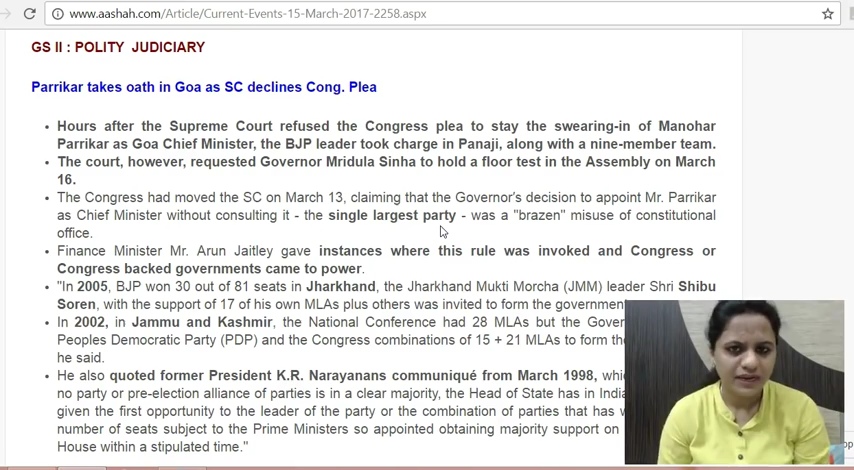 www.aashah.com/Article/Current-Events-15-March-2017-2258.aspx
GS II : POLITY JUDICIARY
Parrikar takes oath in Goa as SC declines Cong. Plea
• Hours after the Supreme Court refused the Congress plea to stay the swearing-in of Manohar
Parrikar as Goa Chief Minister, the BJP leader took charge in Panaji, along with a nine-member team.
• The court, however, requested Governor Mridula Sinha to hold a floor test in the Assembly on March
16.
• The Congress had moved the SC on March 13, claiming that the Governor's decision to appoint Mr. Parrikar
as Chief Minister without consulting it - the single largest party - was a "brazen" misuse of constitutional
office.
• Finance Minister Mr. Arun Jaitley gave instances where this rule was invoked and Congress or
Congress backed governments came to power.
• "In 2005, BJP won 30 out of 81 seats in Jharkhand, the Jharkhand Mukti Morcha (JMM) leader Shri Shibu
Soren, with the support of 17 of his own MLAs plus others was invited to form the government
• In 2002, in Jammu and Kashmir, the National Conference had 28 MLAs but the Gover
Peoples Democratic Party (PDP) and the Congress combinations of 15 + 21 MLAs to form the
he said.
• He also quoted former President K.R. Narayanans communiqué from March 1998, whic
no party or pre-election alliance of parties is in a clear majority, the Head of State has in India
given the first opportunity to the leader of the party or the combination of parties that has w
number of seats subject to the Prime Ministers so appointed obtaining majority support on
House within a stipulated time."